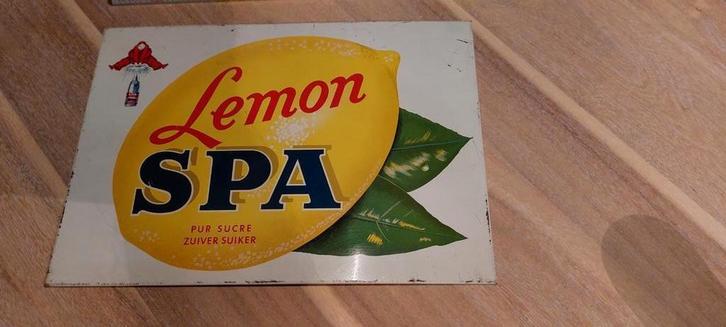 Lemon
SPA
PUR SUCRE
ZUIVER SUIKER